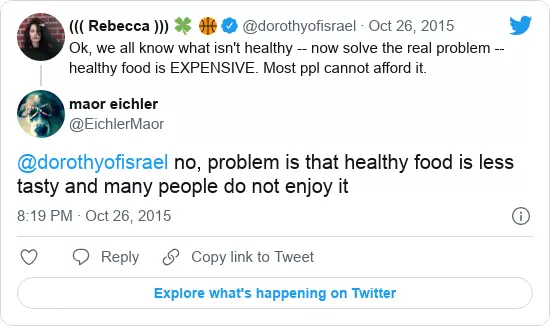 ((( Rebecca ))) 🍀 🏀 @dorothyofisrael · Oct 26, 2015
Ok, we all know what isn't healthy -- now solve the real problem --
healthy food is EXPENSIVE. Most ppl cannot afford it.
maor eichler
@EichlerMaor
@dorothyofisrael no, problem is that healthy food is less
tasty and many people do not enjoy it
8:19 PM · Oct 26, 2015
Reply Copy link to Tweet
Explore what's happening on Twitter